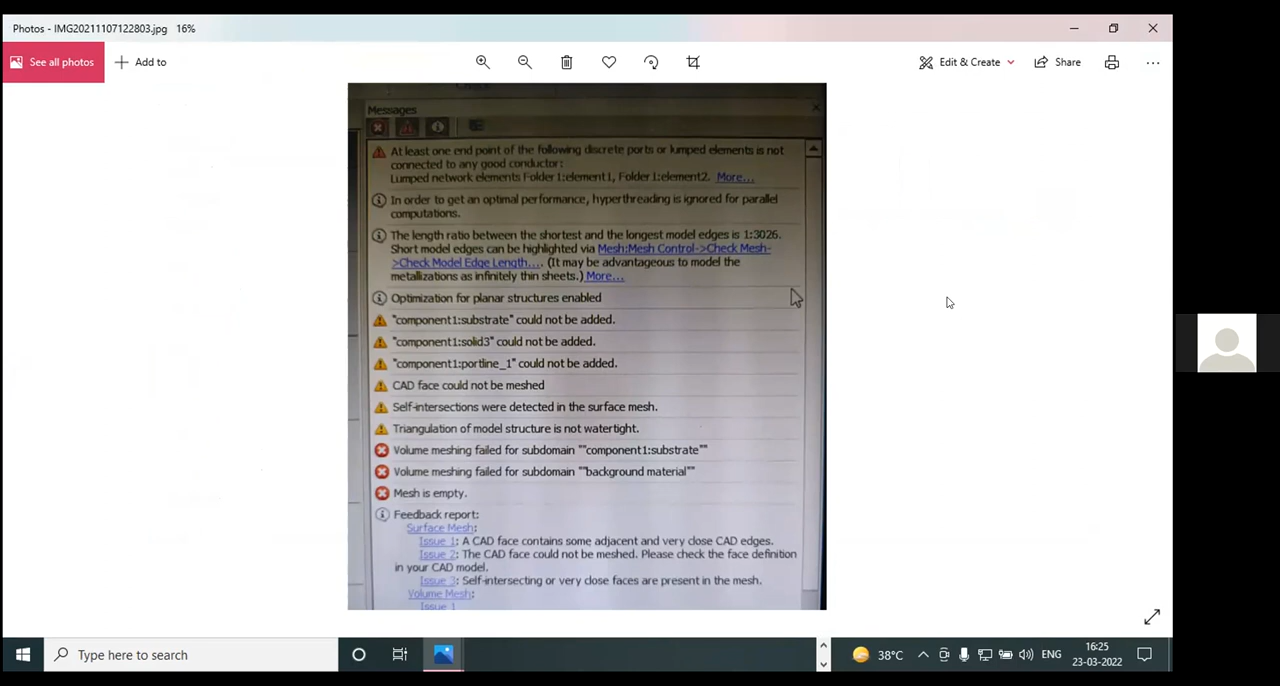 Photos - IMG20211107122803.jpg 16%
See all photos
Add to
Edit & Create
Share
Messages
At least one end point of the following discrete ports or lumped elements is not
connected to any good conductor:
Lumped network elements Folder1:element1, Folder1:element2. More...
In order to get an optimal performance, hyperthreading is ignored for parallel
computations.
The length ratio between the shortest and the longest model edges is 1:3026.
Short model edges can be highlighted via Mesh:Mesh Control->Check Mesh-
>Check Model Edge Length.... (It may be advantageous to model the
metallizations as infinitely thin sheets.) More...
Optimization for planar structures enabled
"component1:substrate" could not be added.
"component1:solid3" could not be added.
"component1:portline_1" could not be added.
CAD face could not be meshed
Self-intersections were detected in the surface mesh.
Triangulation of model structure is not watertight.
Volume meshing failed for subdomain ""component1:substrate""
Volume meshing failed for subdomain ""background material""
Mesh is empty.
Feedback report:
Surface Mesh:
Issue 1: A CAD face contains some adjacent and very close CAD edges.
Issue 2: The CAD face could not be meshed. Please check the face definition
in your CAD model.
Issue 3: Self-intersecting or very close faces are present in the mesh.
Volume Mesh:
Issue 1
Type here to search
38°C
ENG
16:25
23-03-2022